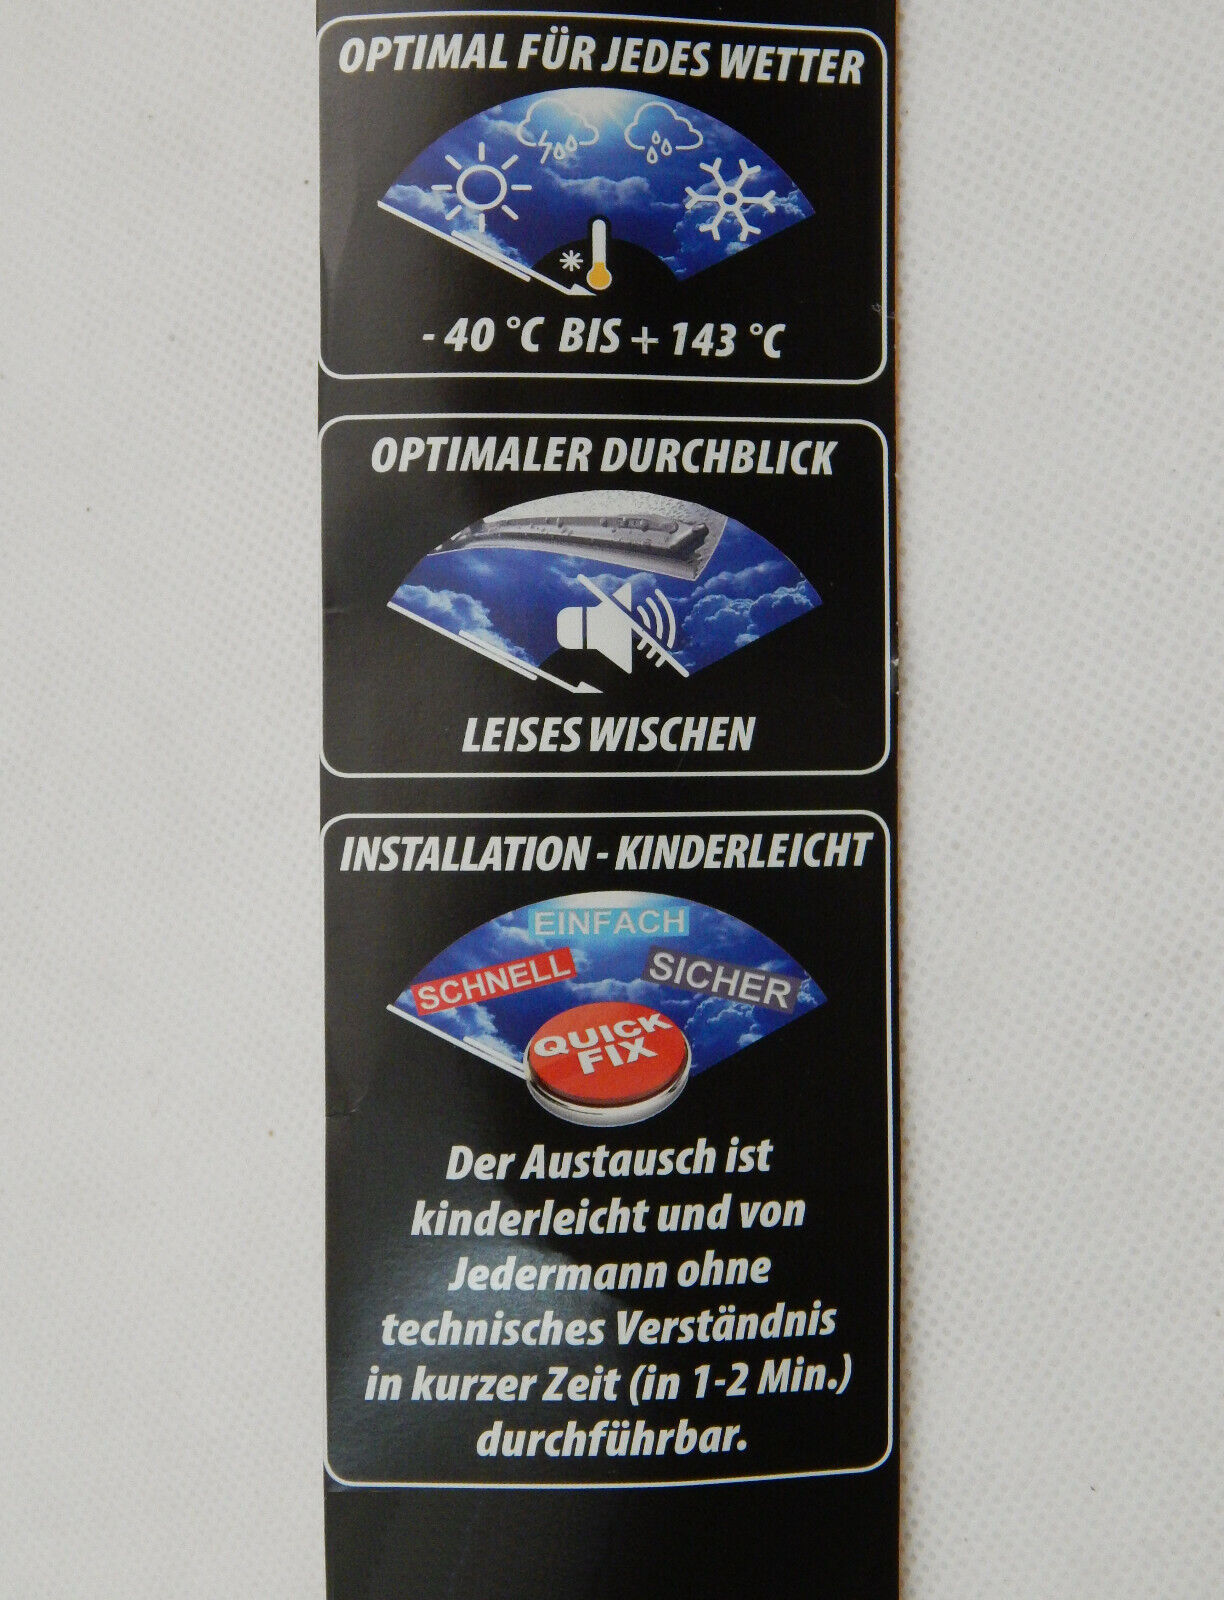 OPTIMAL FÜR JEDES WETTER
- 40 °C BIS + 143 °C
OPTIMALER DURCHBLICK
LEISES WISCHEN
INSTALLATION - KINDERLEICHT
EINFACH
SCHNELL
SICHER
QUICK
FIX
Der Austausch ist
kinderleicht und von
Jedermann ohne
technisches Verständnis
in kurzer Zeit (in 1-2 Min.)
durchführbar.